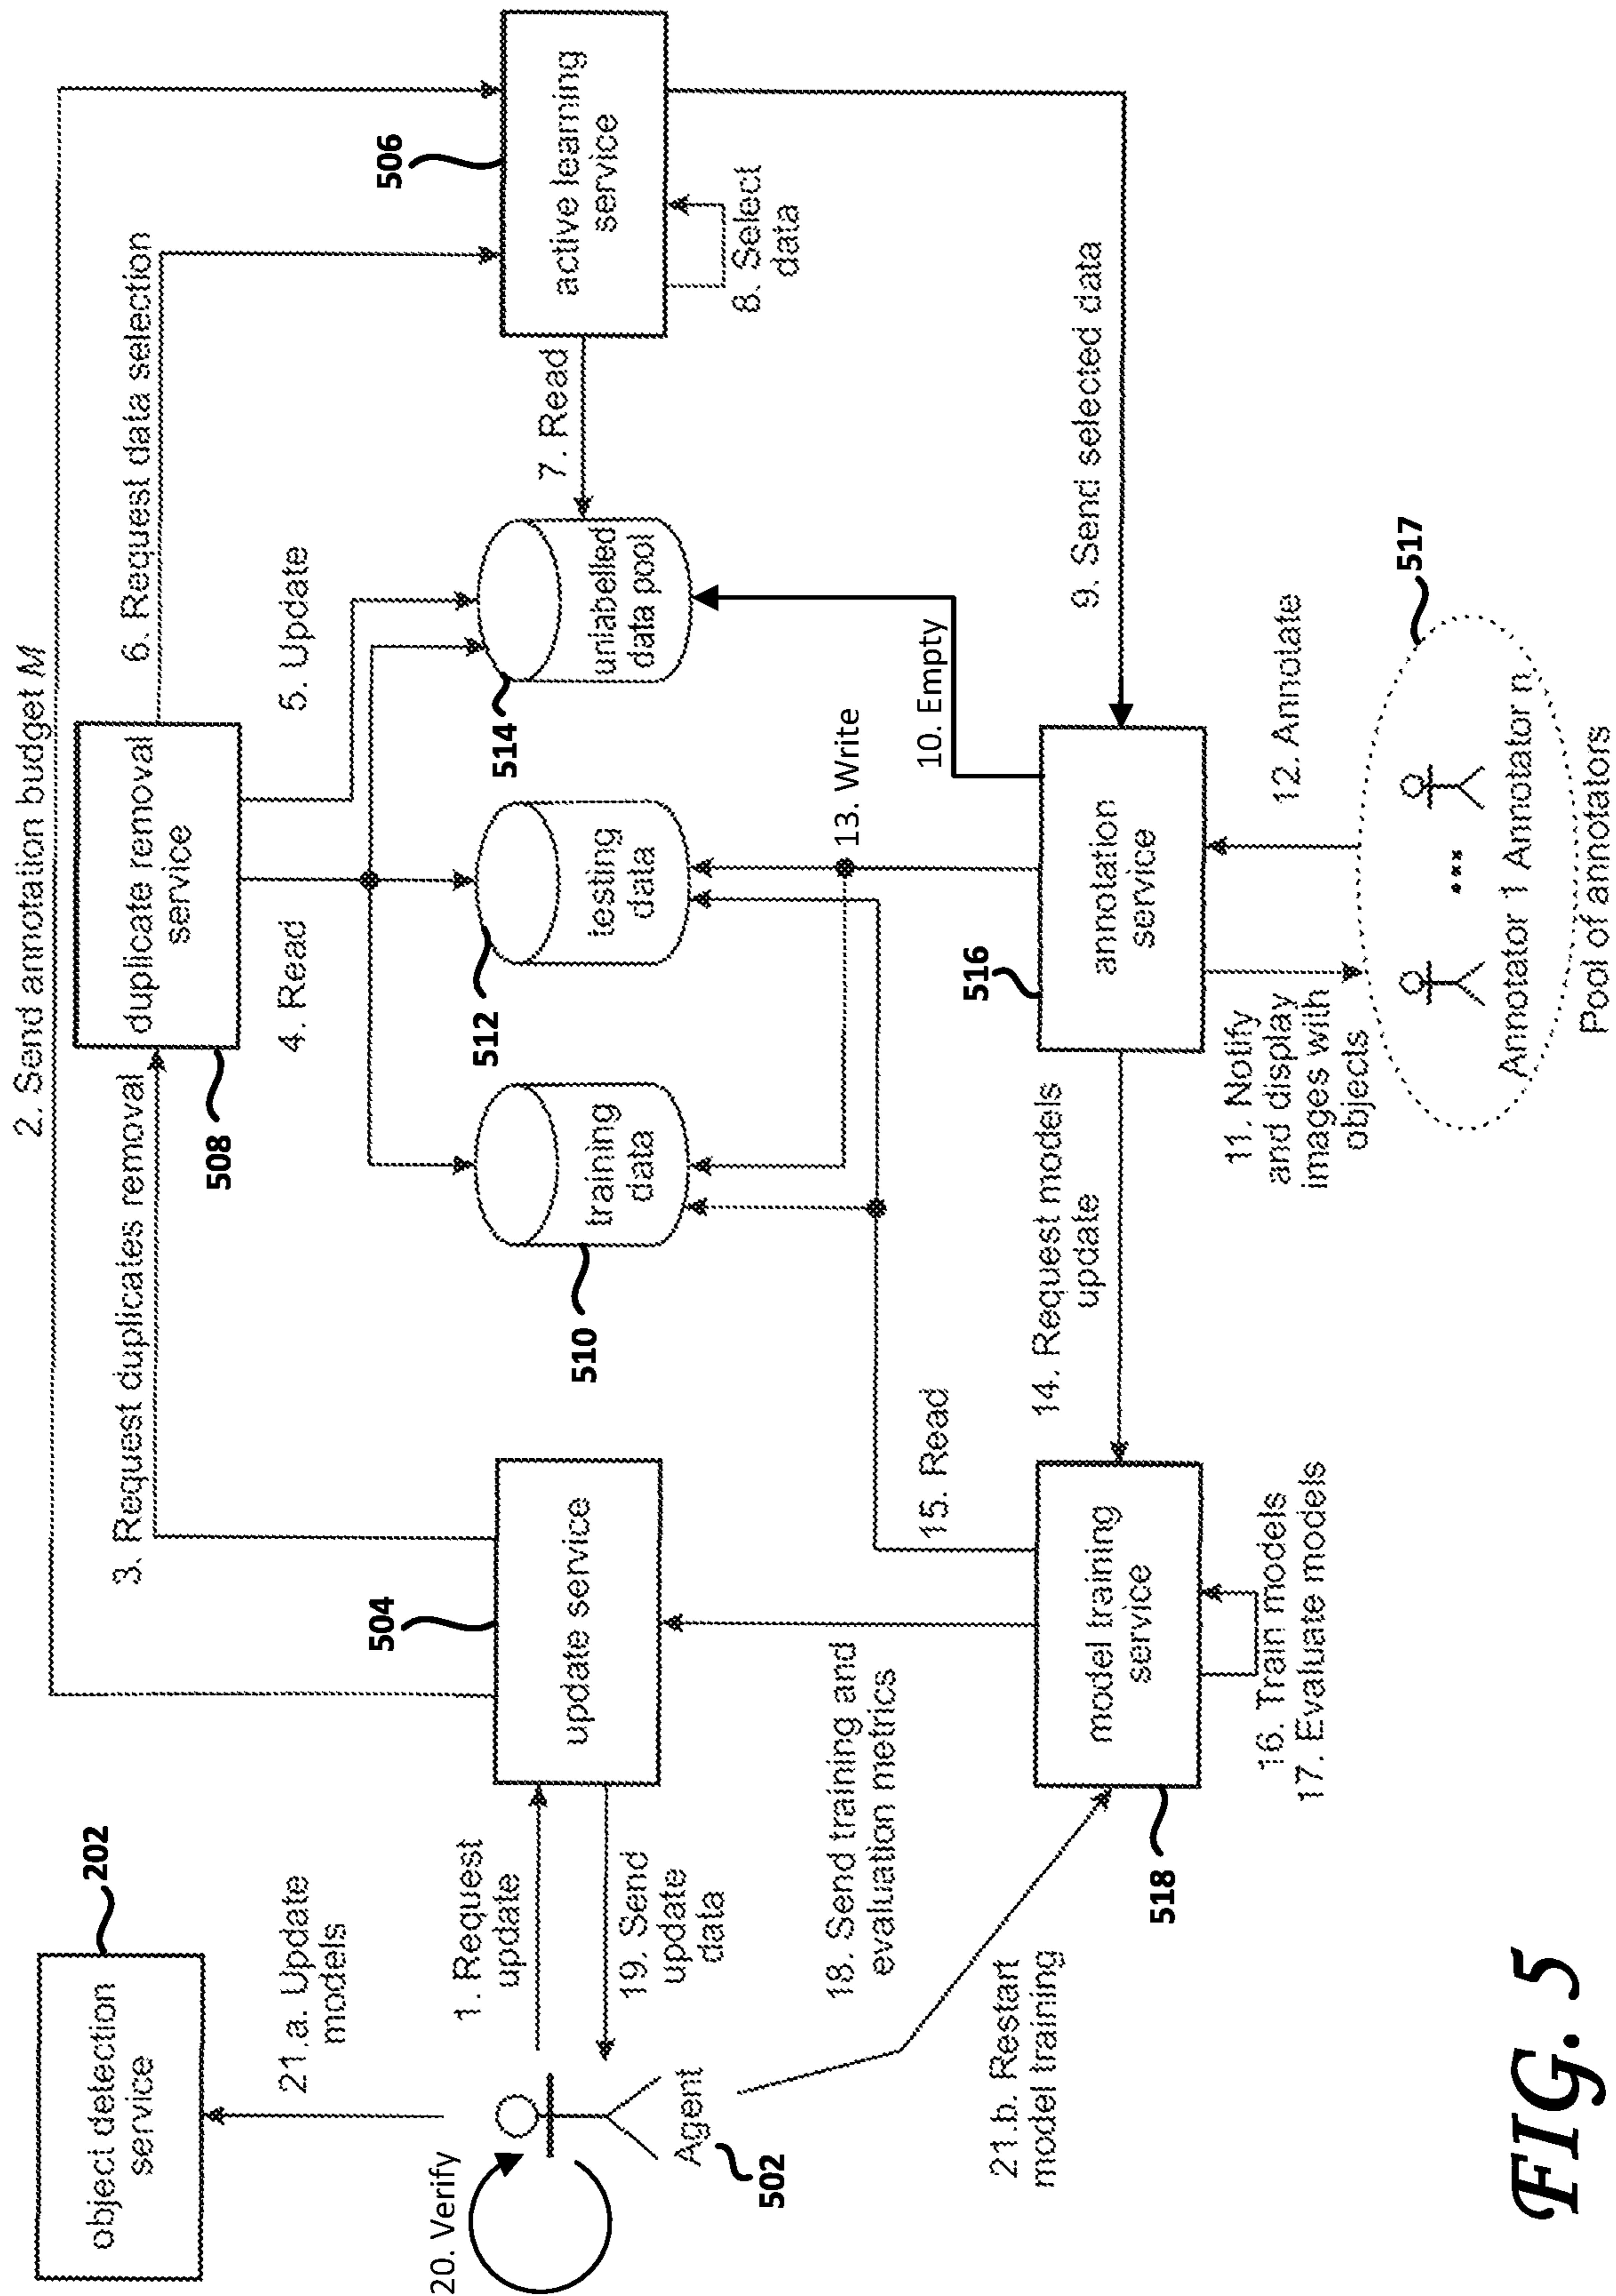 2. Send annotation budget M
3. Request duplicates removal
6. Request data selection
object detection
service
202
duplicate removal
service
508
21.a. Update
models
4. Read
5. Update
504
506
20. Verify
1. Request
update
update service
active learning
service
19. Send
update
data
Agent
502
510
training
data
512
testing
data
514
unlabelled
data pool
7. Read
8. Select
data
18. Send training and
evaluation metrics
15. Read
13. Write
10. Empty
21.b. Restart
model training
14. Request models
update
516
9. Send selected data
model training
service
518
annotation
service
16. Train models
17. Evaluate models
11. Notify
and display
images with
objects
12. Annotate
517
Annotator 1 Annotator n
Pool of annotators
FIG. 5